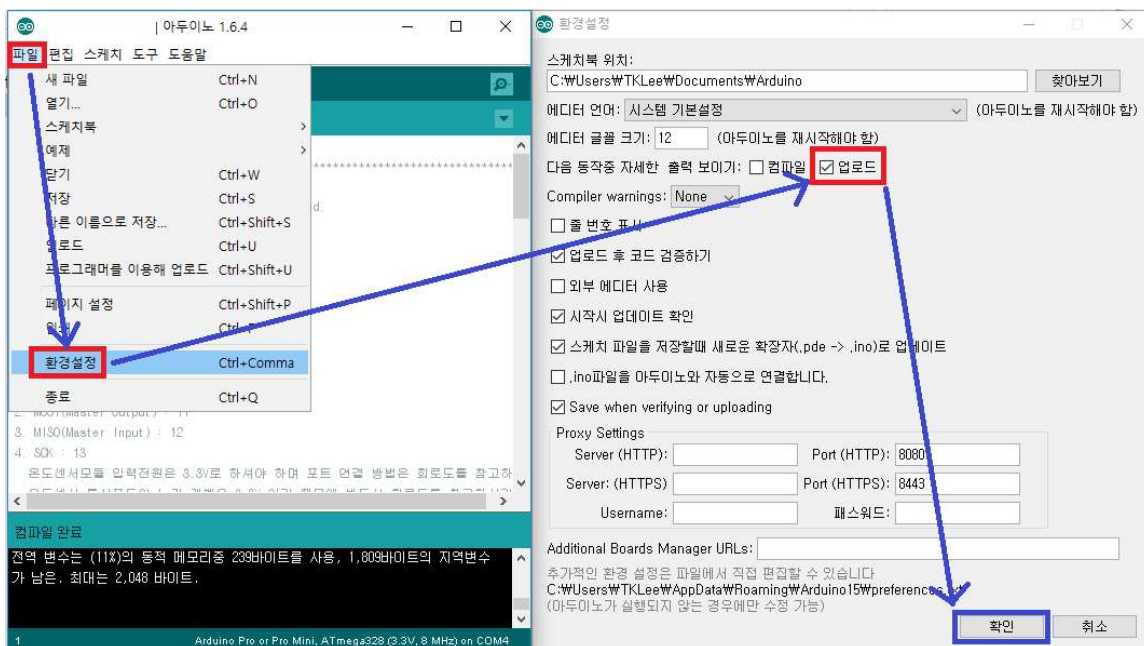 | 아두이노 1.6.4
파일 편집 스케치 도구 도움말
새 파일 Ctrl+N
열기... Ctrl+O
스케치북
예제
닫기 Ctrl+W
저장 Ctrl+S
다른 이름으로 저장... Ctrl+Shift+S
업로드 Ctrl+U
프로그래머를 이용해 업로드 Ctrl+Shift+U
페이지 설정 Ctrl+Shift+P
인쇄
환경설정 Ctrl+Comma
종료 Ctrl+Q
d.
3. MISO(Master Input) : 12
4. SCK : 13
온도센서모듈 입력전원은 3.3V로 하셔야 하며 포트 연결 방법은 회로도를 참고하
컴파일 완료
전역 변수는 (11%)의 동적 메모리중 239바이트를 사용, 1,809바이트의 지역변수
가 남은. 최대는 2,048 바이트.
1 Arduino Pro or Pro Mini, ATmega328 (3.3V, 8 MHz) on COM4
환경설정
스케치북 위치:
C:₩Users₩TKLee₩Documents₩Arduino 찾아보기
에디터 언어: 시스템 기본설정 (아두이노를 재시작해야 함)
에디터 글꼴 크기: 12 (아두이노를 재시작해야 함)
다음 동작중 자세한 출력 보이기: 컴파일 업로드
Compiler warnings: None
줄 번호 표시
업로드 후 코드 검증하기
외부 에디터 사용
시작시 업데이트 확인
스케치 파일을 저장할때 새로운 확장자(.pde -> .ino)로 업데이트
.ino파일을 아두이노와 자동으로 연결합니다.
Save when verifying or uploading
Proxy Settings
Server (HTTP): Port (HTTP): 8080
Server: (HTTPS) Port (HTTPS): 8443
Username: 패스워드:
Additional Boards Manager URLs:
추가적인 환경 설정은 파일에서 직접 편집할 수 있습니다
C:₩Users₩TKLee₩AppData₩Roaming₩Arduino15₩preferences.txt
(아두이노가 실행되지 않는 경우에만 수정 가능)
확인 취소